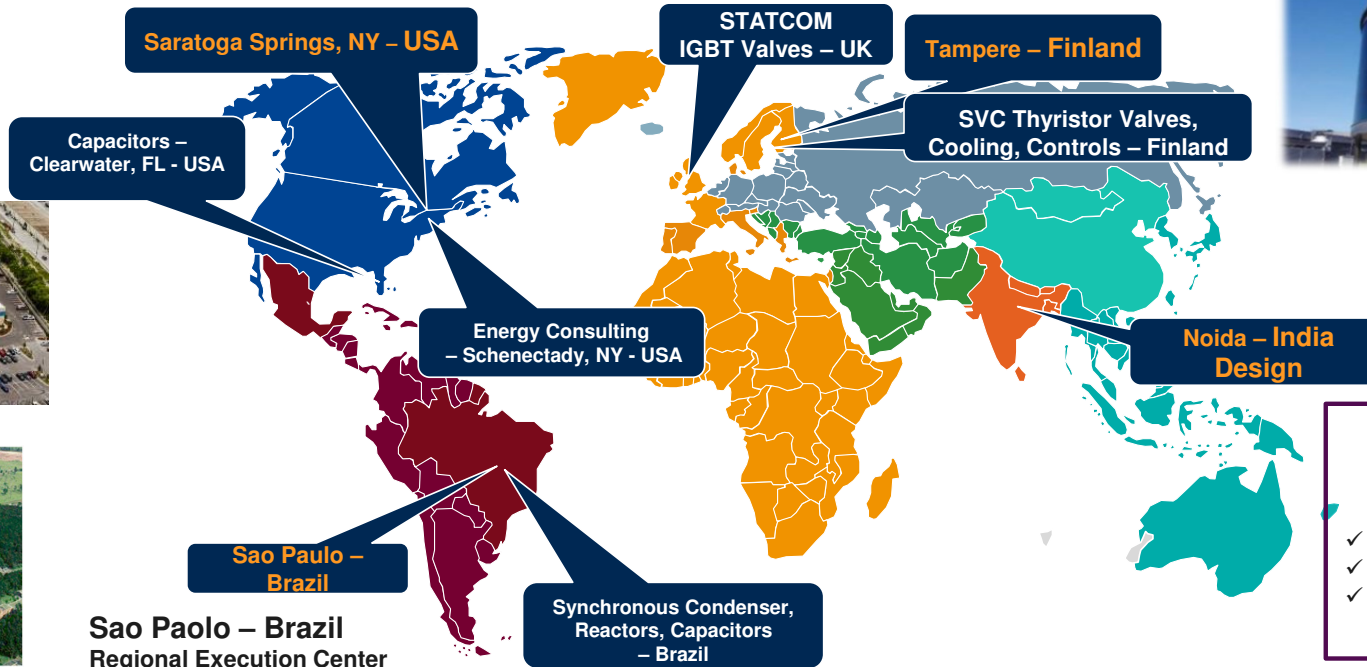 Saratoga Springs, NY – USA
STATCOM
IGBT Valves – UK
Tampere – Finland
SVC Thyristor Valves,
Cooling, Controls – Finland
Capacitors –
Clearwater, FL - USA
Energy Consulting
– Schenectady, NY - USA
Noida – India
Design
Sao Paulo –
Brazil
Synchronous Condenser,
Reactors, Capacitors
– Brazil
Sao Paolo – Brazil
Regional Execution Center
✓
✓
✓